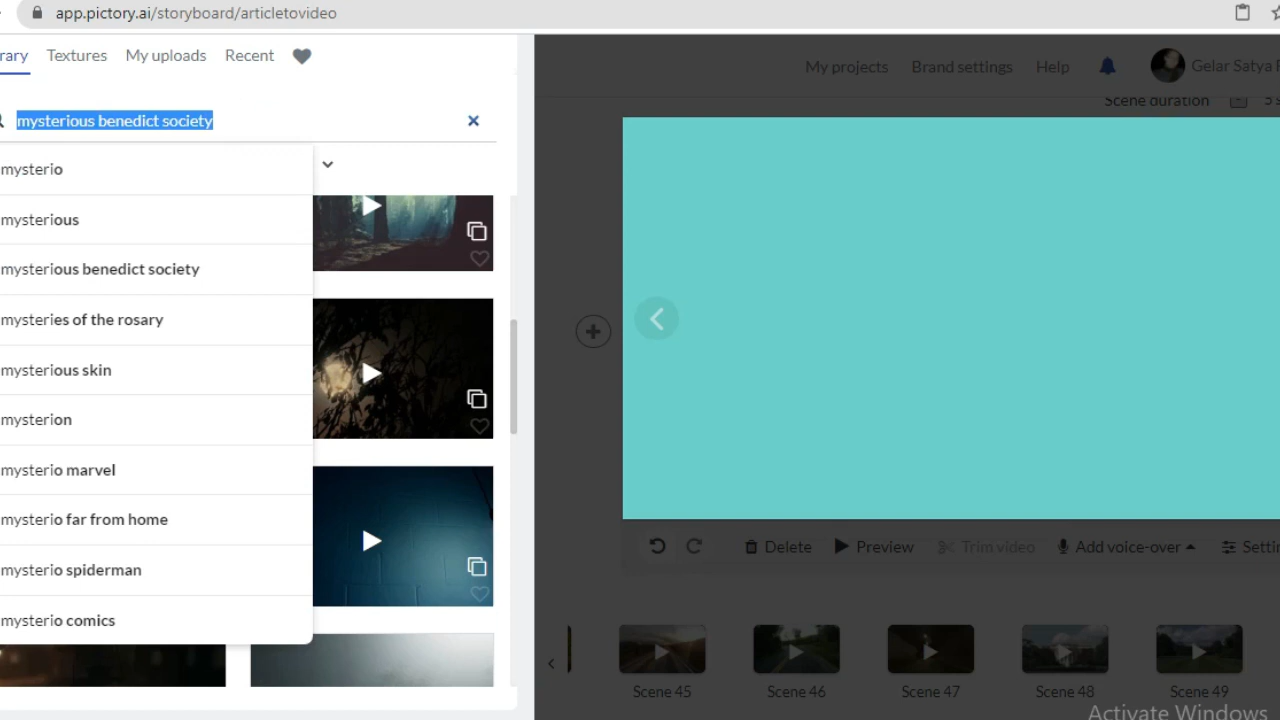 app.pictory.ai/storyboard/articletovideo
rary Textures My uploads Recent
My projects Brand settings Help Gelar Satya
Scene duration
mysterious benedict society
mysterio
mysterious
mysterious benedict society
mysteries of the rosary
mysterious skin
mysterion
mysterio marvel
mysterio far from home
mysterio spiderman
mysterio comics
Delete Preview Trim video Add voice-over Setti
Scene 45 Scene 46 Scene 47 Scene 48 Scene 49
Activate Windows